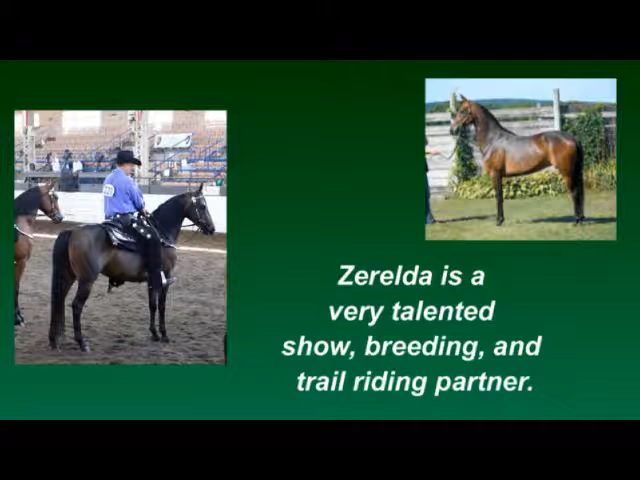 Zerelda is a
very talented
show, breeding, and
trail riding partner.